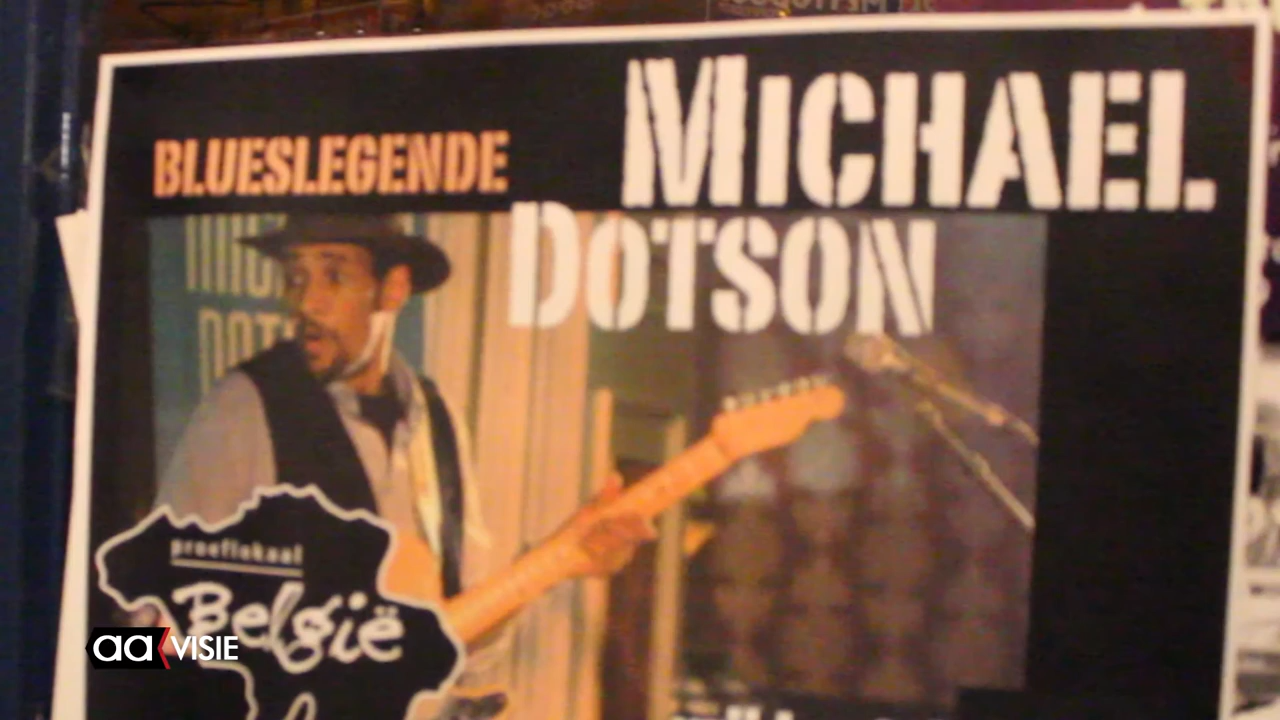 BLUESLEGENDE
MICHAEL
DOTSON
proeflokaal
België
aa VISIE